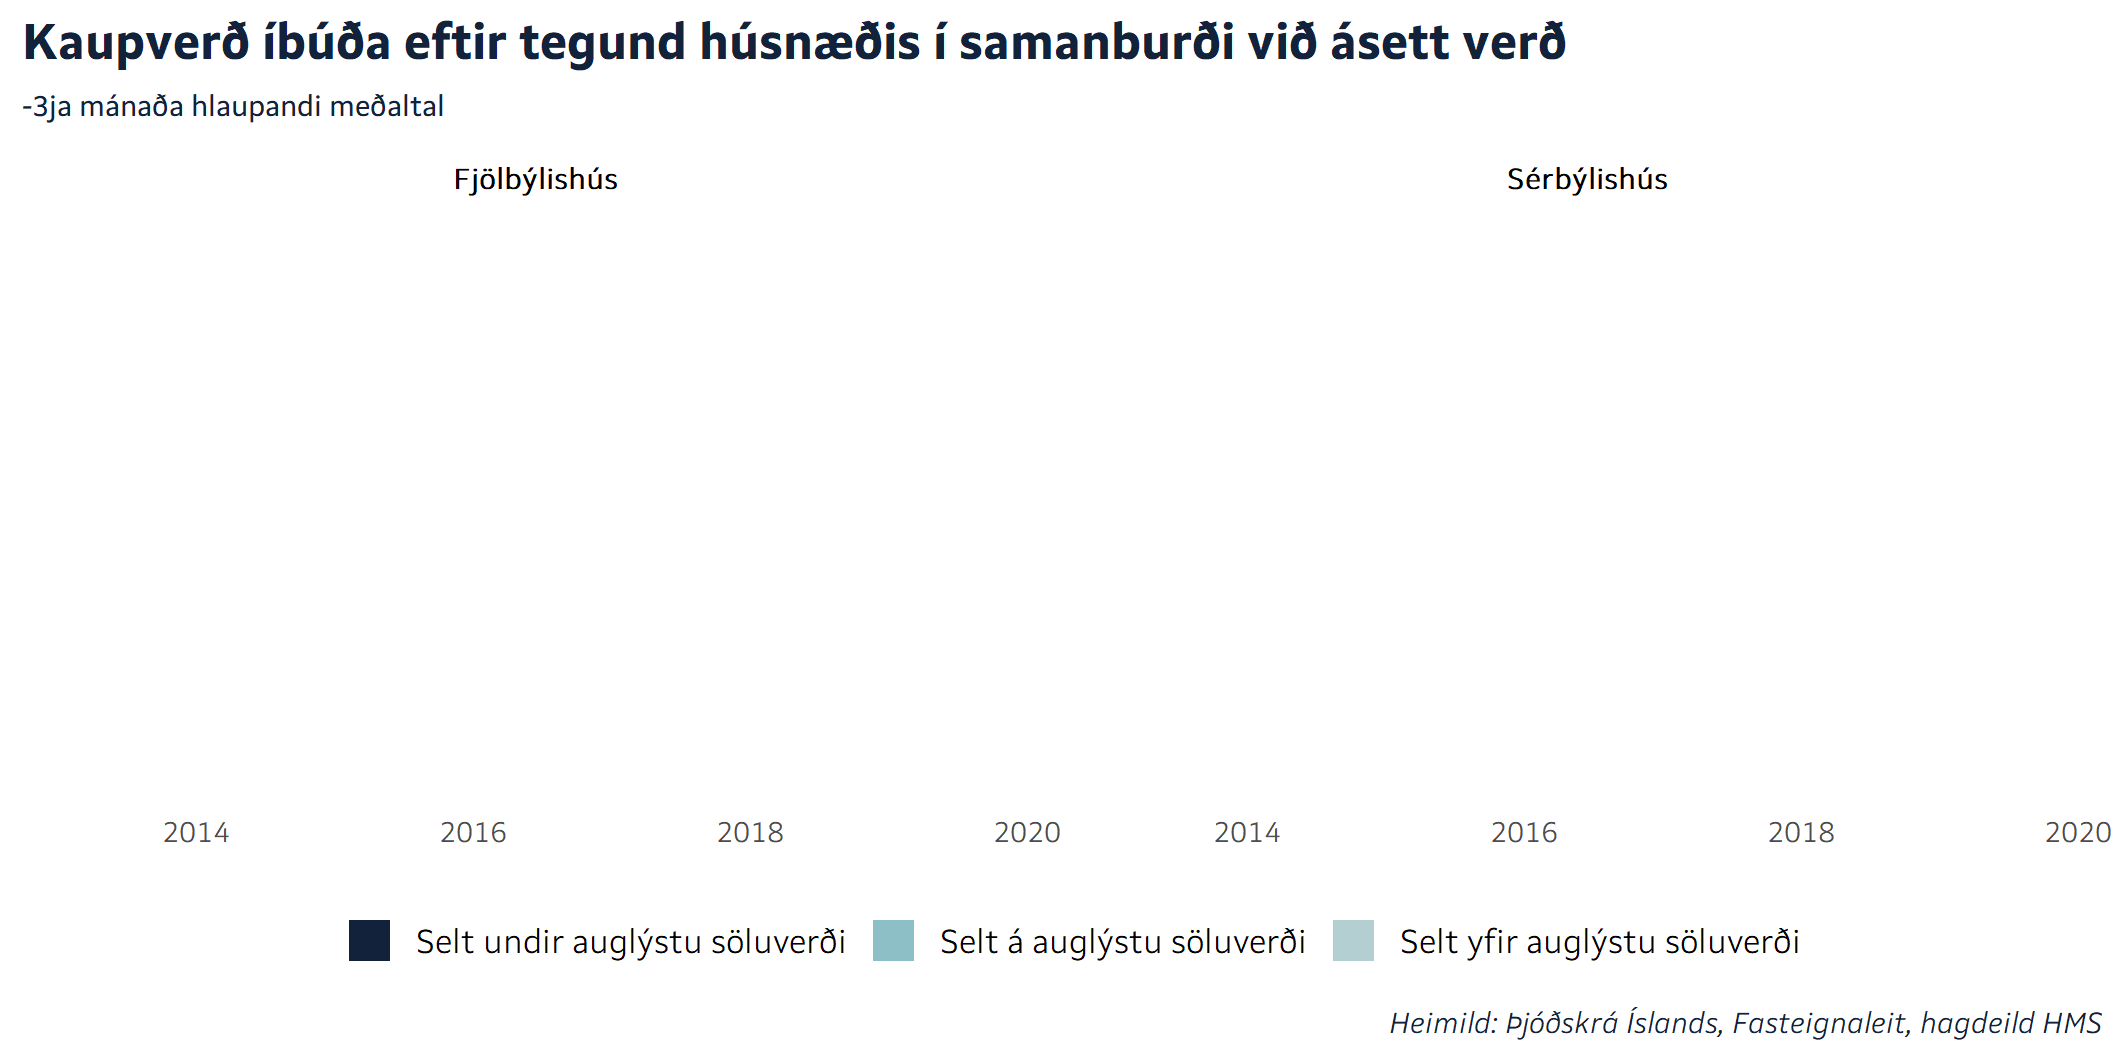 Kaupverð íbúða eftir tegund húsnæðis í samanburði við ásett verð
-3ja mánaða hlaupandi meðaltal
Fjölbýlishús Sérbýlishús
2014 2016 2018 2020 2014 2016 2018 2020
Selt undir auglýstu söluverði Selt á auglýstu söluverði Selt yfir auglýstu söluverði
Heimild: Þjóðskrá Íslands, Fasteignaleit, hagdeild HMS